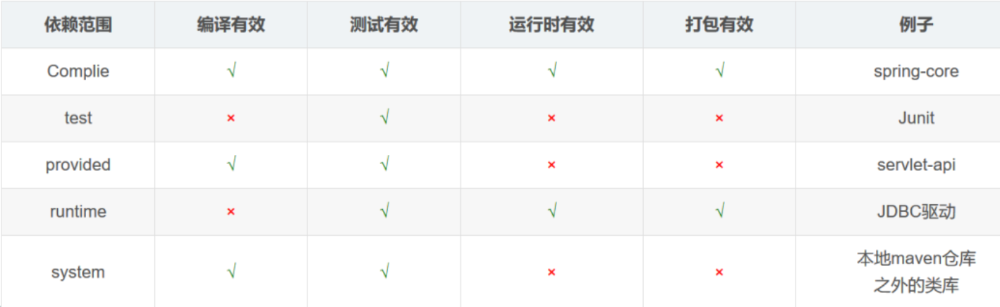 依赖范围 编译有效 测试有效 运行时有效 打包有效 例子
Complie √ √ √ √ spring-core
test × √ × × Junit
provided √ √ × × servlet-api
runtime × √ √ √ JDBC驱动
system √ √ × × 本地maven仓库
之外的类库